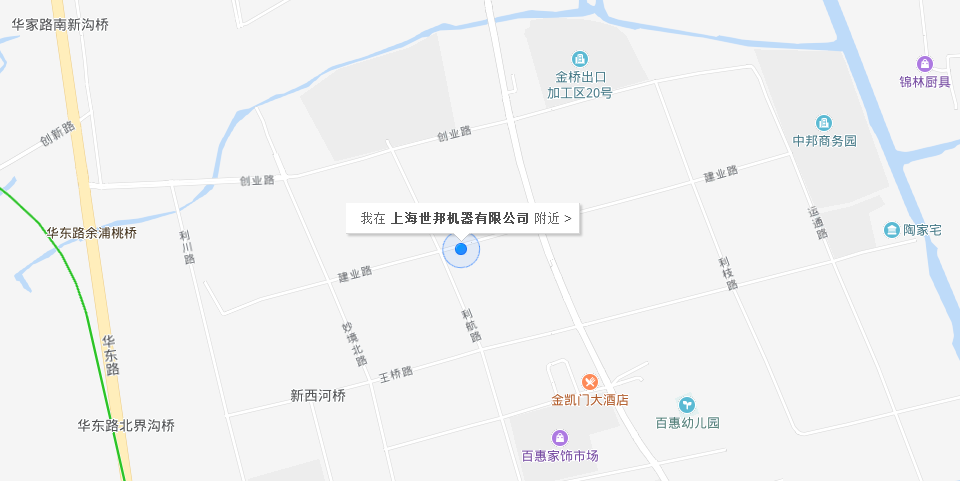 华家路南新沟桥
金桥出口
加工区20号
锦林厨具
创新路
创业路
中邦商务园
建业路
创业路
我在 上海世邦机器有限公司 附近 >
运通路
华东路余浦桃桥
利川路
陶家宅
建业路
利枝路
利航路
妙境北路
华东路
王桥路
新西河桥
金凯门大酒店
百惠幼儿园
华东路北界沟桥
百惠家饰市场